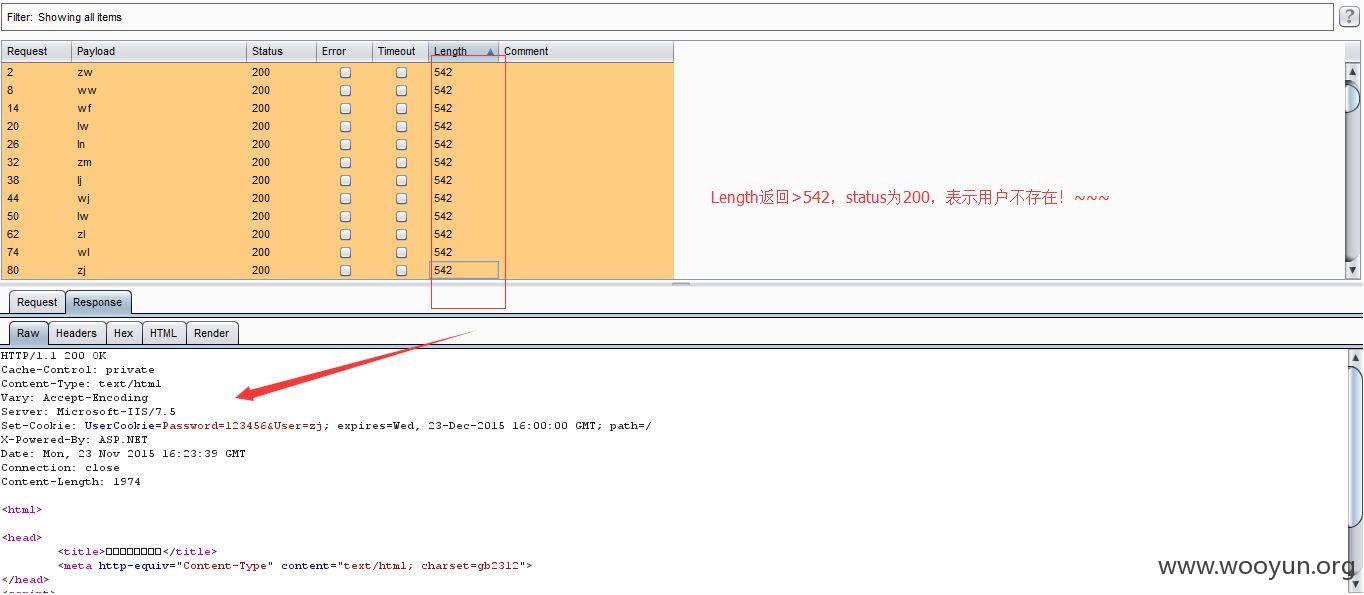 Filter: Showing all items
?
Request Payload Status Error Timeout Length Comment
2 zw 200 542
8 ww 200 542
14 wf 200 542
20 lw 200 542
26 ln 200 542
32 zm 200 542
38 lj 200 542
44 wj 200 542
50 lw 200 542
62 zl 200 542
74 wl 200 542
80 zj 200 542
Length返回>542，status为200，表示用户不存在！~~~
Request Response
Raw Headers Hex HTML Render
HTTP/1.1 200 OK
Cache-Control: private
Content-Type: text/html
Vary: Accept-Encoding
Server: Microsoft-IIS/7.5
Set-Cookie: UserCookie=Password=123456&User=zj; expires=Wed, 23-Dec-2015 16:00:00 GMT; path=/
X-Powered-By: ASP.NET
Date: Mon, 23 Nov 2015 16:23:39 GMT
Connection: close
Content-Length: 1974
<html>
<head>
<title>□□□□□□□□</title>
<meta http-equiv="Content-Type" content="text/html; charset=gb2312">
</head>
<script>
www.wooyun.org